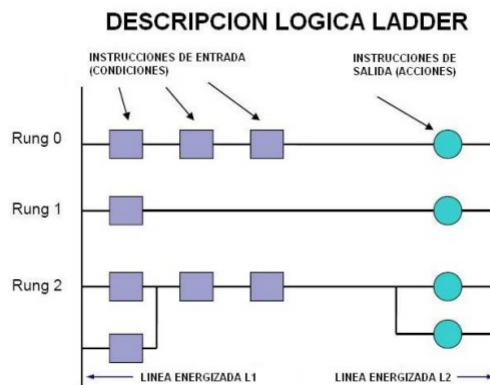 DESCRIPCION LOGICA LADDER
INSTRUCCIONES DE ENTRADA
(CONDICIONES)
INSTRUCCIONES DE
SALIDA (ACCIONES)
Rung 0
Rung 1
Rung 2
LINEA ENERGIZADA L1
LINEA ENERGIZADA L2